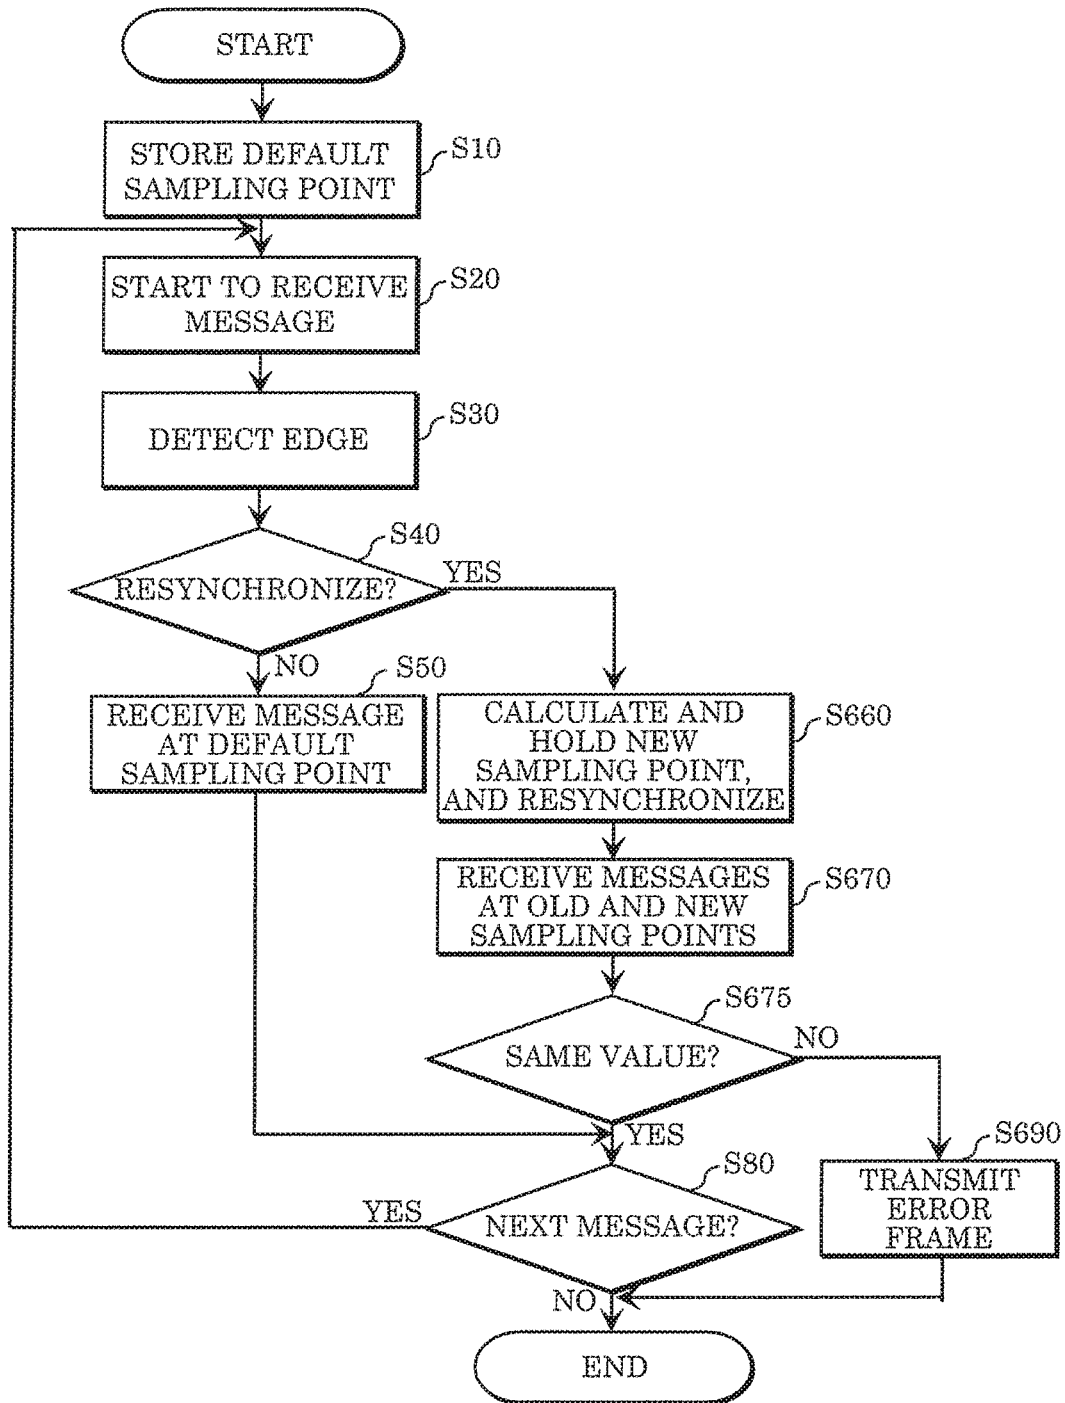 START
STORE DEFAULT
SAMPLING POINT
S10
START TO RECEIVE
MESSAGE
S20
DETECT EDGE
S30
RESYNCHRONIZE?
S40
YES
NO
RECEIVE MESSAGE
AT DEFAULT
SAMPLING POINT
S50
CALCULATE AND
HOLD NEW
SAMPLING POINT,
AND RESYNCHRONIZE
S660
RECEIVE MESSAGES
AT OLD AND NEW
SAMPLING POINTS
S670
SAME VALUE?
S675
NO
YES
TRANSMIT
ERROR
FRAME
S690
NEXT MESSAGE?
S80
YES
NO
END